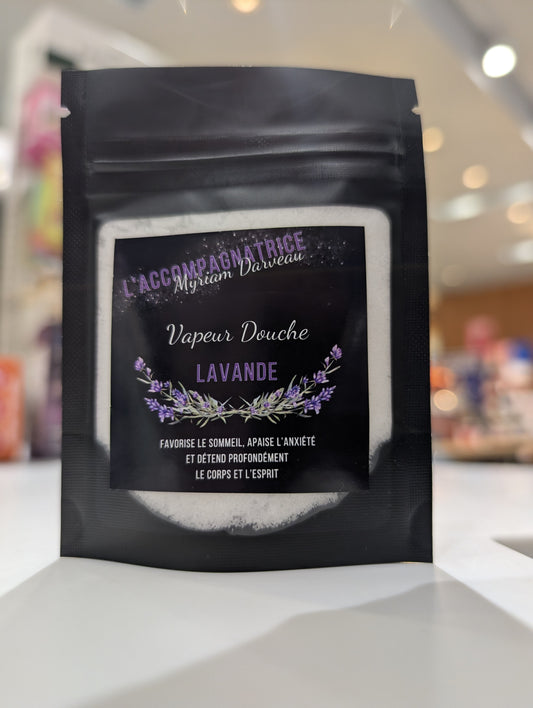 L'ACCOMPAGNATRICE
Myriam Darveau
Vapeur Douche
LAVANDE
FAVORISE LE SOMMEIL, APAISE L'ANXIÉTÉ
ET DÉTEND PROFONDÉMENT
LE CORPS ET L'ESPRIT